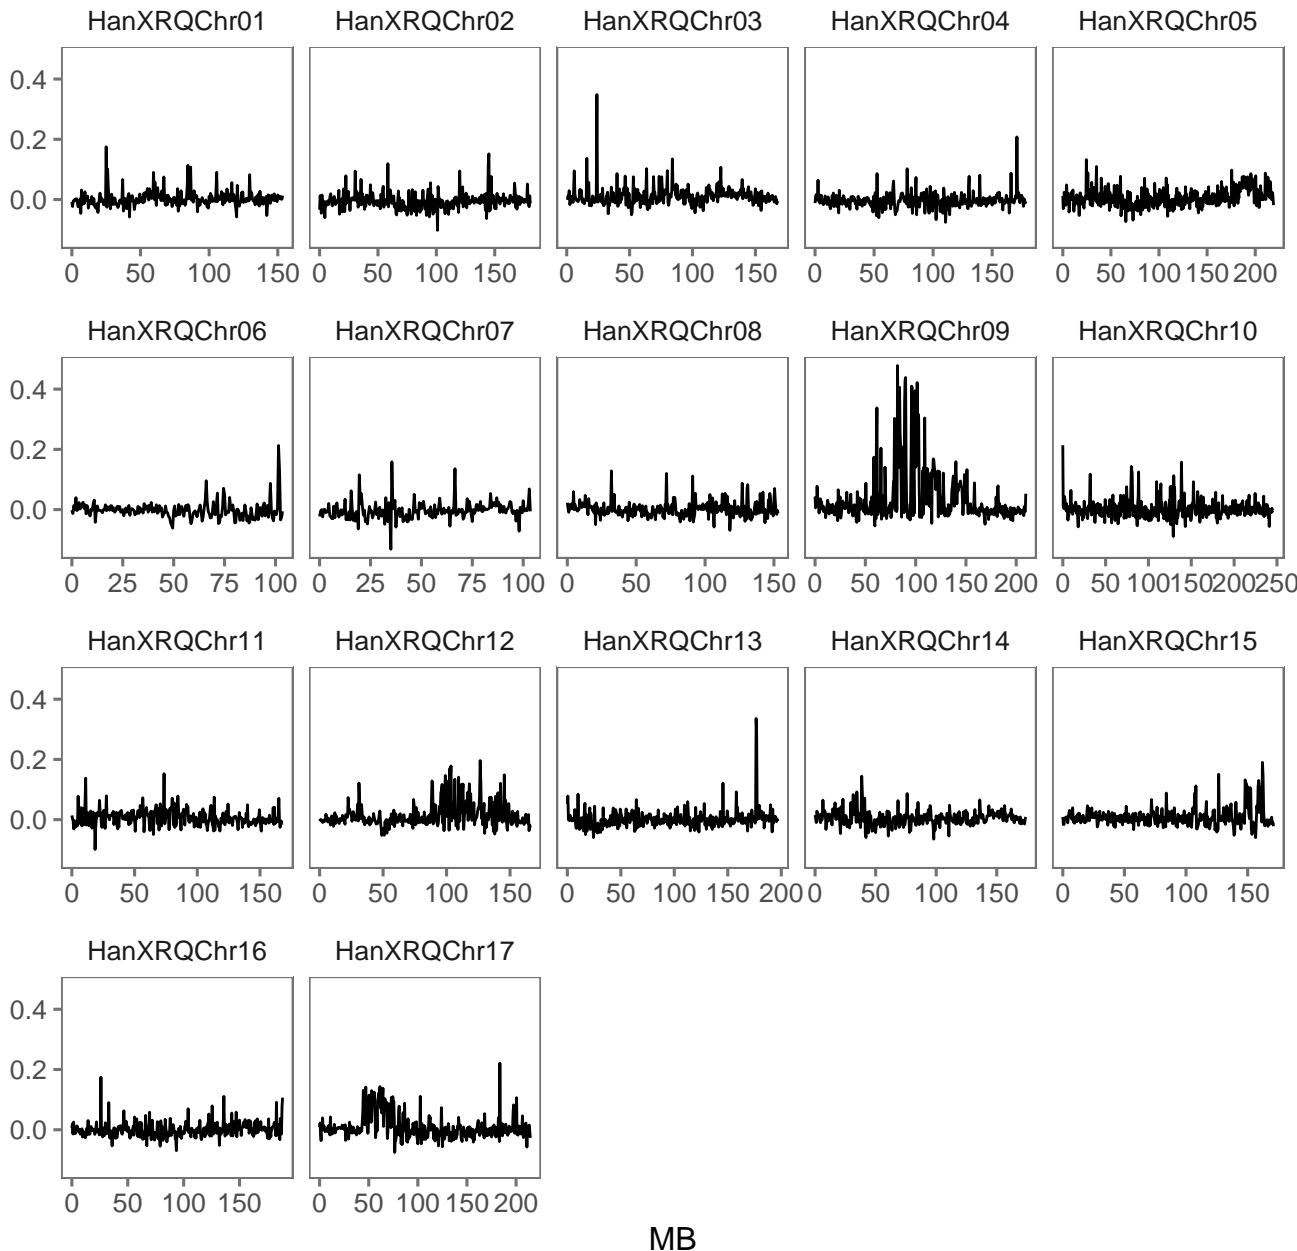 HanXRQChr01 HanXRQChr02 HanXRQChr03 HanXRQChr04 HanXRQChr05
0.4
0.2
0.0
0 50 100 150 0 50 100 150 0 50 100 150 0 50 100 150 0 50 100 150 200
HanXRQChr06 HanXRQChr07 HanXRQChr08 HanXRQChr09 HanXRQChr10
0.4
0.2
0.0
0 25 50 75 100 0 25 50 75 100 0 50 100 150 0 50 100 150 200 0 50 100 150 200 250
HanXRQChr11 HanXRQChr12 HanXRQChr13 HanXRQChr14 HanXRQChr15
0.4
0.2
0.0
0 50 100 150 0 50 100 150 0 50 100 150 200 0 50 100 150 0 50 100 150
HanXRQChr16 HanXRQChr17
0.4
0.2
0.0
0 50 100 150 0 50 100 150 200
MB